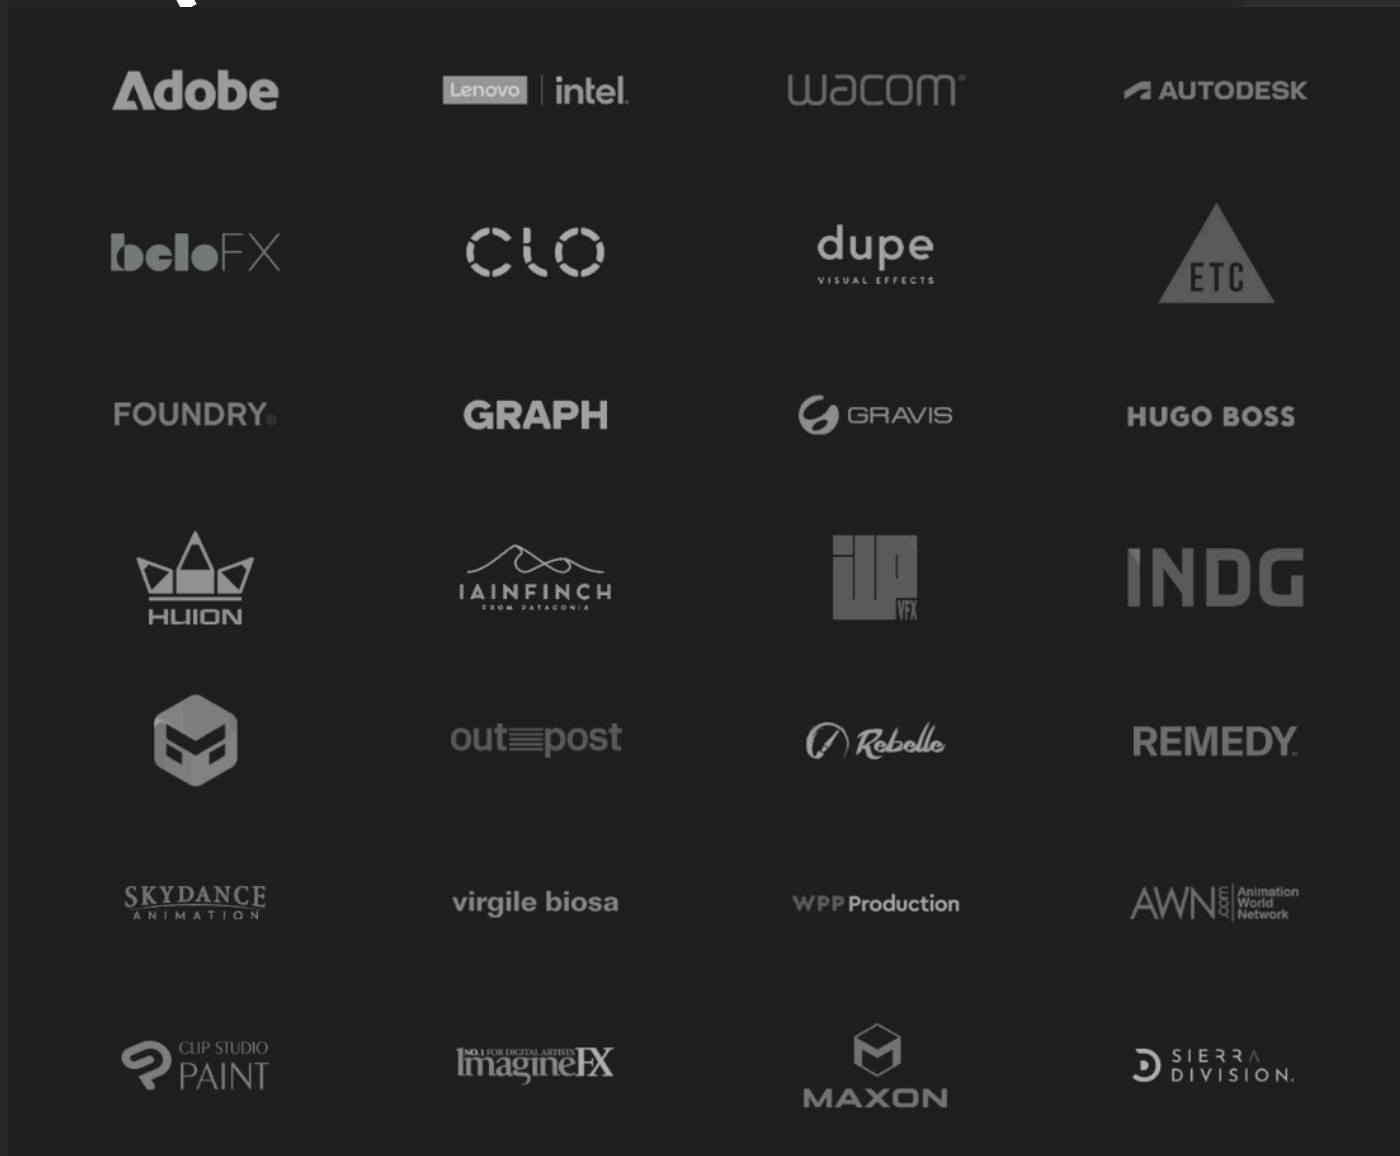 Adobe
Lenovo intel.
wacom®
AUTODESK
beloFX
CLO
dupe
VISUAL EFFECTS
ETC
FOUNDRY®
GRAPH
GRAVIS
HUGO BOSS
HUION
IAINFINCH
FROM PATAGONIA
ilp
VFX
INDG
outpost
Rebelle
REMEDY™
SKYDANCE
ANIMATION
virgile biosa
WPP Production
AWN.com
Animation
World
Network
CLIP STUDIO
PAINT
NO.1 FOR DIGITAL ARTISTS
ImagineFX
MAXON
SIERRA
DIVISION.